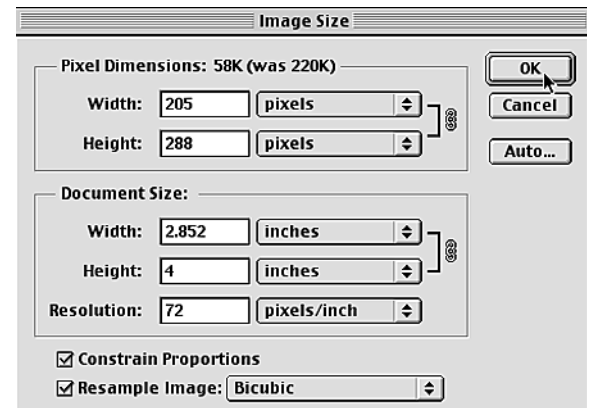 Image Size
Pixel Dimensions: 58K (was 220K)
OK
Width: 205 pixels
Cancel
Height: 288 pixels
Auto...
Document Size:
Width: 2.852 inches
Height: 4 inches
Resolution: 72 pixels/inch
Constrain Proportions
Resample Image: Bicubic